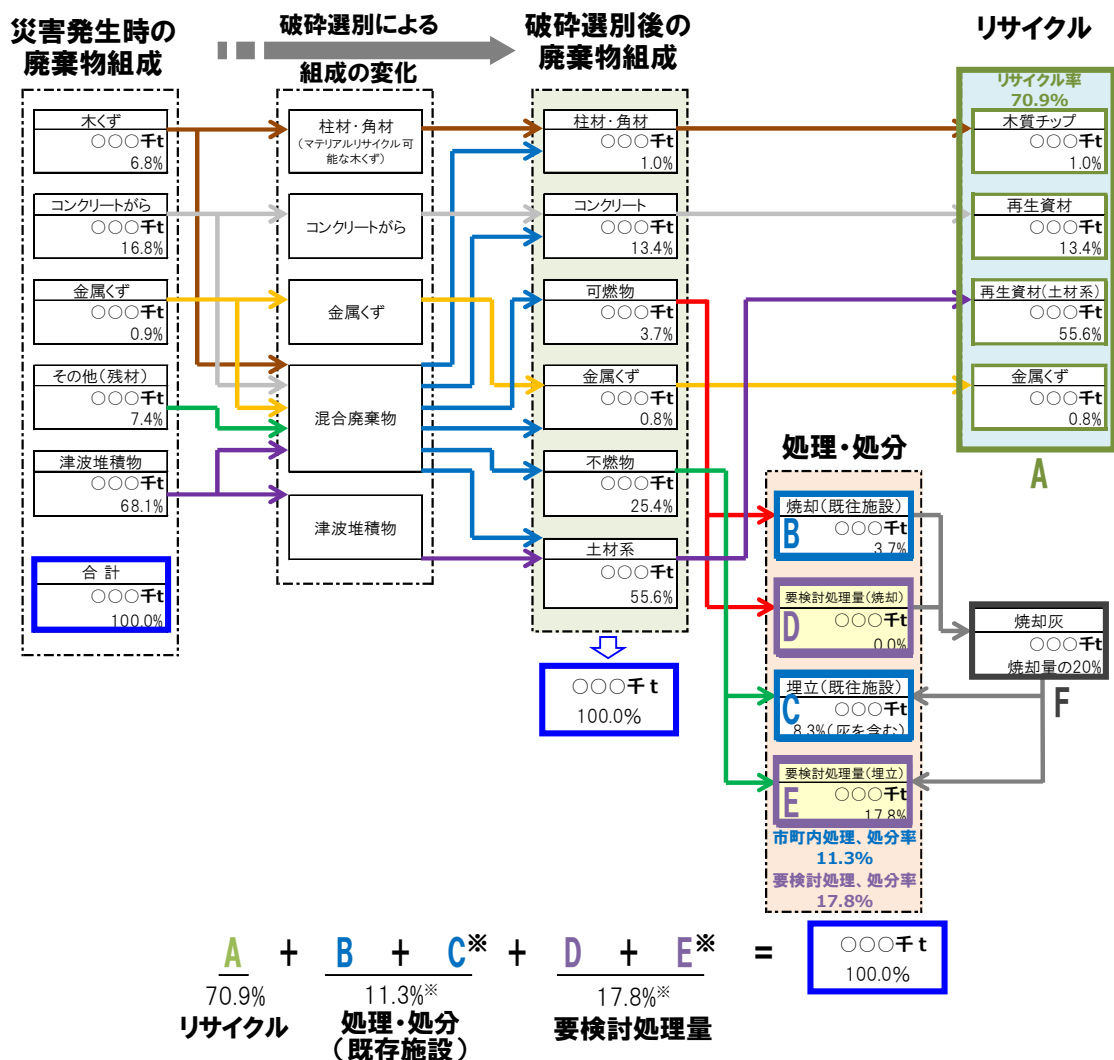 災害発生時の
廃棄物組成
破砕選別による
組成の変化
破砕選別後の
廃棄物組成
リサイクル
木くず
○○○千t
6.8%
コンクリートがら
○○○千t
16.8%
金属くず
○○○千t
0.9%
その他(残材)
○○○千t
7.4%
津波堆積物
○○○千t
68.1%
合計
○○○千t
100.0%
柱材・角材
(マテリアルリサイクル可
能な木くず)
コンクリートがら
金属くず
混合廃棄物
津波堆積物
柱材・角材
○○○千t
1.0%
コンクリート
○○○千t
13.4%
可燃物
○○○千t
3.7%
金属くず
○○○千t
0.8%
不燃物
○○○千t
25.4%
土材系
○○○千t
55.6%
○○○千t
100.0%
リサイクル率
70.9%
木質チップ
○○○千t
1.0%
再生資材
○○○千t
13.4%
再生資材(土材系)
○○○千t
55.6%
金属くず
○○○千t
0.8%
A
処理・処分
焼却(既往施設)
B
○○○千t
3.7%
要検討処理量(焼却)
D
○○○千t
0.0%
埋立(既往施設)
C
○○○千t
8.3%(灰を含む)
要検討処理量(埋立)
E
○○○千t
17.8%
市町内処理、処分率
11.3%
要検討処理、処分率
17.8%
焼却灰
○○○千t
焼却量の20%
F
A + B + C※ + D + E※ =
○○○千t
100.0%
70.9%
11.3%※
17.8%※
リサイクル
処理・処分
(既存施設)
要検討処理量